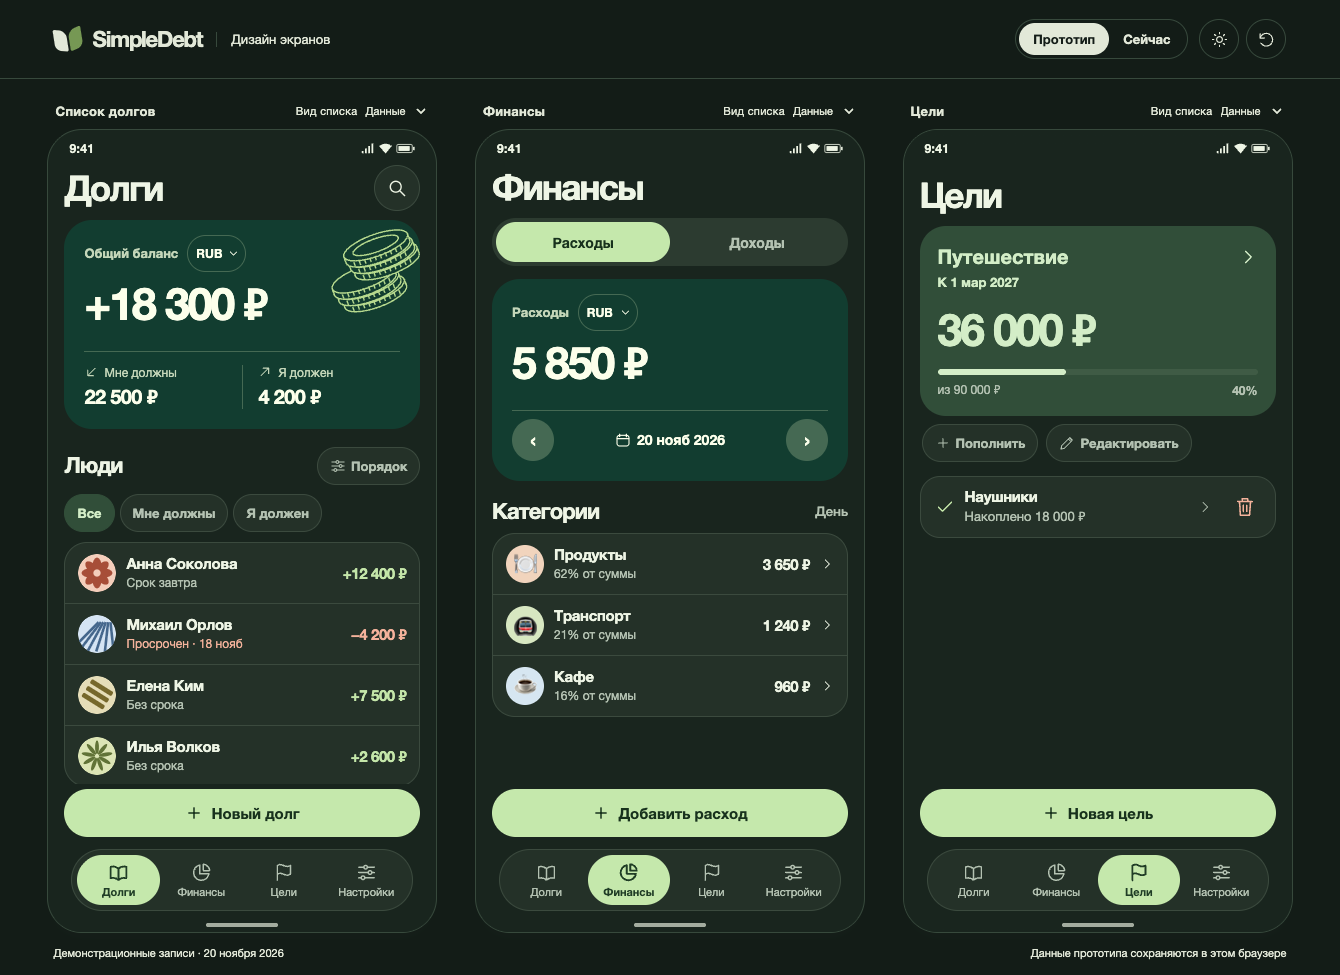 SimpleDebt
Дизайн экранов
Прототип
Сейчас
Список долгов
Вид списка Данные
9:41
Долги
Общий баланс RUB
+18 300 ₽
Мне должны
22 500 ₽
Я должен
4 200 ₽
Люди
Порядок
Все
Мне должны
Я должен
Анна Соколова
Срок завтра
+12 400 ₽
Михаил Орлов
Просрочен · 18 нояб
−4 200 ₽
Елена Ким
Без срока
+7 500 ₽
Илья Волков
Без срока
+2 600 ₽
+ Новый долг
Долги
Финансы
Цели
Настройки
Финансы
Вид списка Данные
9:41
Финансы
Расходы
Доходы
Расходы RUB
5 850 ₽
‹
20 нояб 2026
›
Категории
День
Продукты
62% от суммы
3 650 ₽
Транспорт
21% от суммы
1 240 ₽
Кафе
16% от суммы
960 ₽
+ Добавить расход
Долги
Финансы
Цели
Настройки
Цели
Вид списка Данные
9:41
Цели
Путешествие
К 1 мар 2027
36 000 ₽
из 90 000 ₽
40%
+ Пополнить
Редактировать
Наушники
Накоплено 18 000 ₽
+ Новая цель
Долги
Финансы
Цели
Настройки
Демонстрационные записи · 20 ноября 2026
Данные прототипа сохраняются в этом браузере